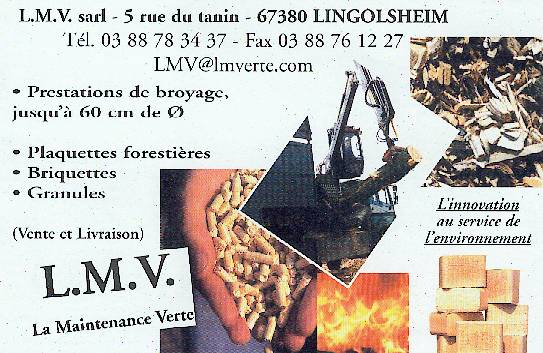 L.M.V. sarl - 5 rue du tanin - 67380 LINGOLSHEIM
Tél. 03 88 78 34 37 - Fax 03 88 76 12 27
LMV@lmverte.com
• Prestations de broyage,
jusqu'à 60 cm de Ø
• Plaquettes forestières
• Briquettes
• Granules
(Vente et Livraison)
L'innovation
au service de
l'environnement
L.M.V.
La Maintenance Verte